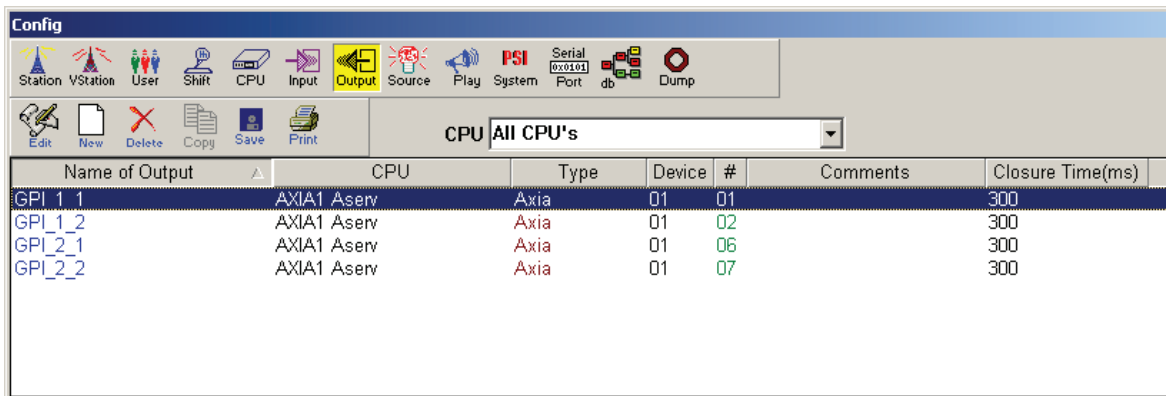 Config
Station VStation User Shift CPU Input Output Source Play PSI System Serial 0x0101 Port db Dump
Edit New Delete Copy Save Print CPU All CPU's
Name of Output CPU Type Device # Comments Closure Time(ms)
GPI_1_1 AXIA1 Aserv Axia 01 01 300
GPI_1_2 AXIA1 Aserv Axia 01 02 300
GPI_2_1 AXIA1 Aserv Axia 01 06 300
GPI_2_2 AXIA1 Aserv Axia 01 07 300